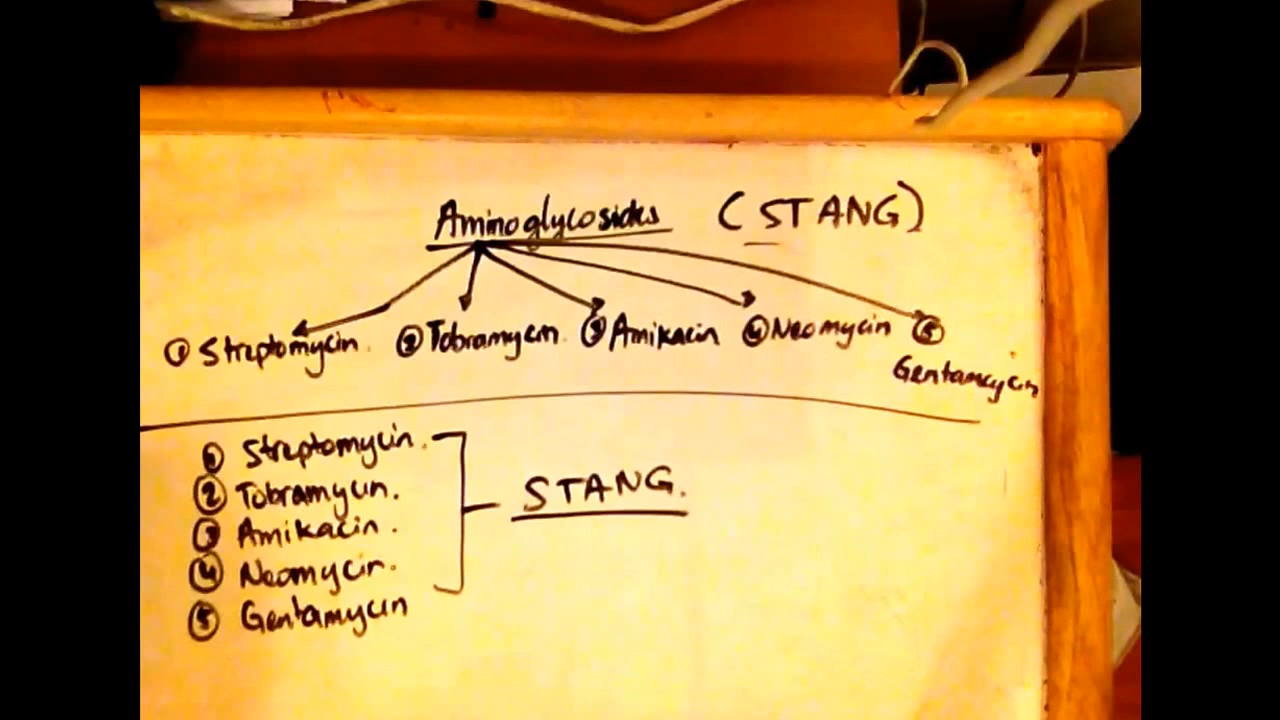 Aminoglycosides (STANG)
① Streptomycin. ② Tobramycin. ③ Amikacin ④ Neomycin ⑤
Gentamycin
① Streptomycin.
② Tobramycin.
③ Amikacin.
④ Neomycin.
⑤ Gentamycin
STANG.